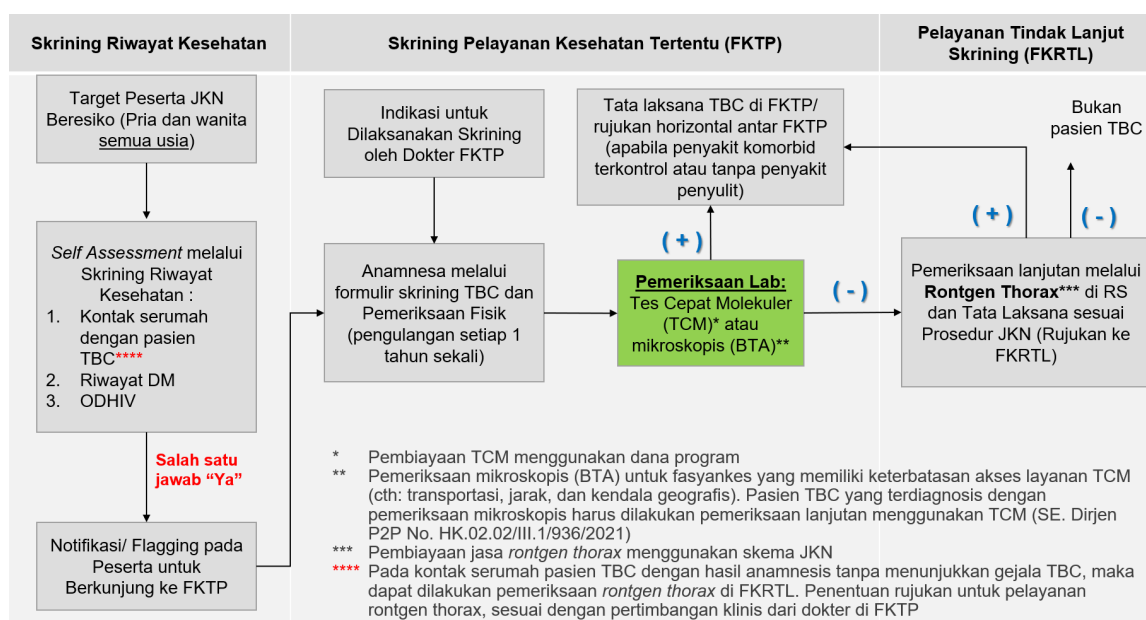 Skrining Riwayat Kesehatan
Skrining Pelayanan Kesehatan Tertentu (FKTP)
Pelayanan Tindak Lanjut
Skrining (FKRTL)
Target Peserta JKN
Beresiko (Pria dan wanita
semua usia)
Self Assessment melalui
Skrining Riwayat
Kesehatan :
1. Kontak serumah
dengan pasien
TBC****
2. Riwayat DM
3. ODHIV
Salah satu
jawab “Ya”
Notifikasi/ Flagging pada
Peserta untuk
Berkunjung ke FKTP
Indikasi untuk
Dilaksanakan Skrining
oleh Dokter FKTP
Anamnesa melalui
formulir skrining TBC dan
Pemeriksaan Fisik
(pengulangan setiap 1
tahun sekali)
Tata laksana TBC di FKTP/
rujukan horizontal antar FKTP
(apabila penyakit komorbid
terkontrol atau tanpa penyakit
penyulit)
( + )
Pemeriksaan Lab:
Tes Cepat Molekuler
(TCM)* atau
mikroskopis (BTA)**
( - )
Bukan
pasien TBC
( + )
( - )
Pemeriksaan lanjutan melalui
Rontgen Thorax*** di RS
dan Tata Laksana sesuai
Prosedur JKN (Rujukan ke
FKRTL)
* Pembiayaan TCM menggunakan dana program
** Pemeriksaan mikroskopis (BTA) untuk fasyankes yang memiliki keterbatasan akses layanan TCM
(cth: transportasi, jarak, dan kendala geografis). Pasien TBC yang terdiagnosis dengan
pemeriksaan mikroskopis harus dilakukan pemeriksaan lanjutan menggunakan TCM (SE. Dirjen
P2P No. HK.02.02/III.1/936/2021)
*** Pembiayaan jasa rontgen thorax menggunakan skema JKN
**** Pada kontak serumah pasien TBC dengan hasil anamnesis tanpa menunjukkan gejala TBC, maka
dapat dilakukan pemeriksaan rontgen thorax di FKRTL. Penentuan rujukan untuk pelayanan
rontgen thorax, sesuai dengan pertimbangan klinis dari dokter di FKTP